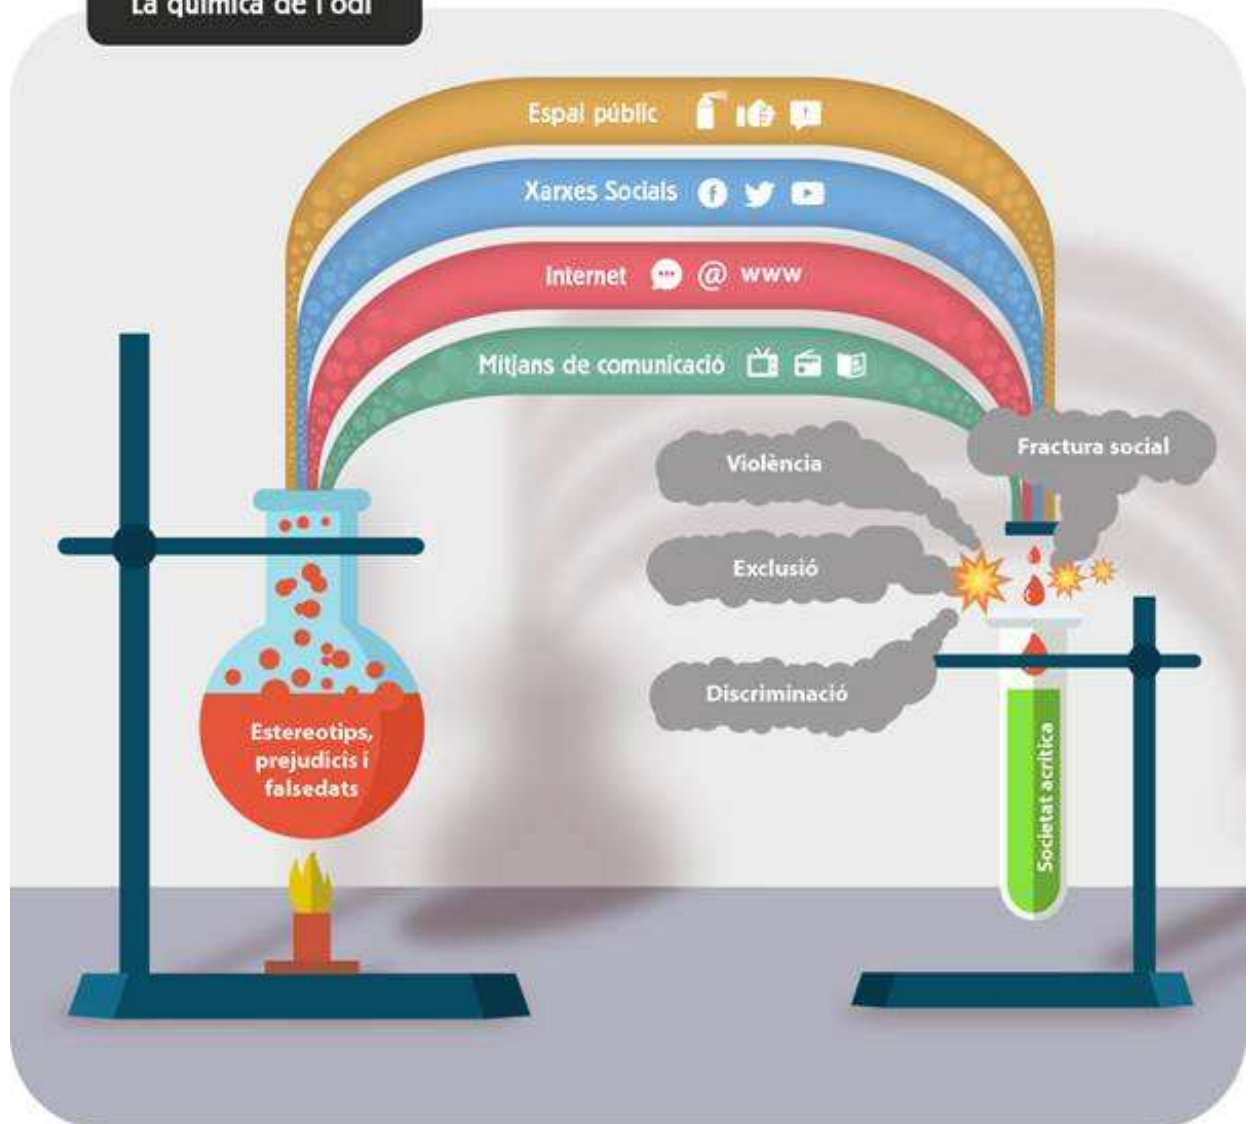 La química de l'odi
Espai públic
Xarxes Socials
Internet @ www
Mitjans de comunicació
Fractura social
Violència
Exclusió
Discriminació
Estereotips,
prejudicis i
falsedats
Societat acrítica